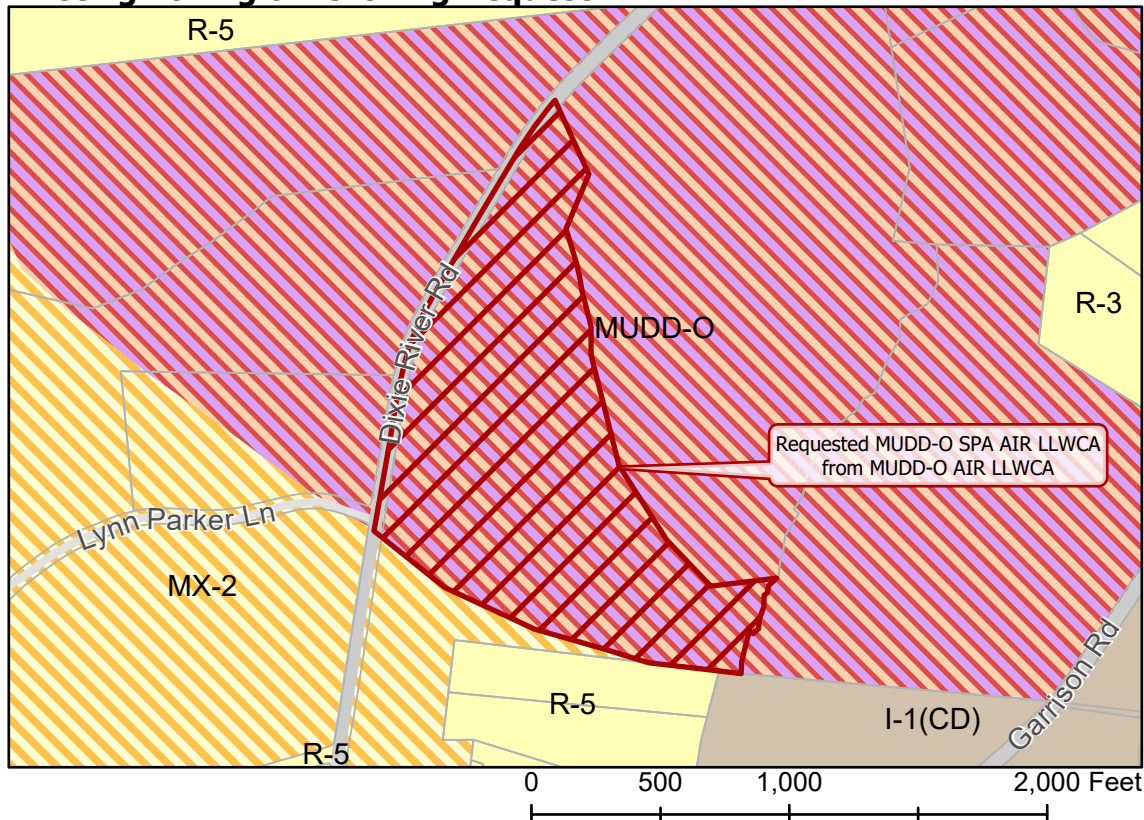 R-5
MUDD-O
R-3
Dixie River Rd
Requested MUDD-O SPA AIR LLWCA
from MUDD-O AIR LLWCA
Lynn Parker Ln
MX-2
R-5
I-1(CD)
Garrison Rd
R-5
0 500 1,000 2,000 Feet